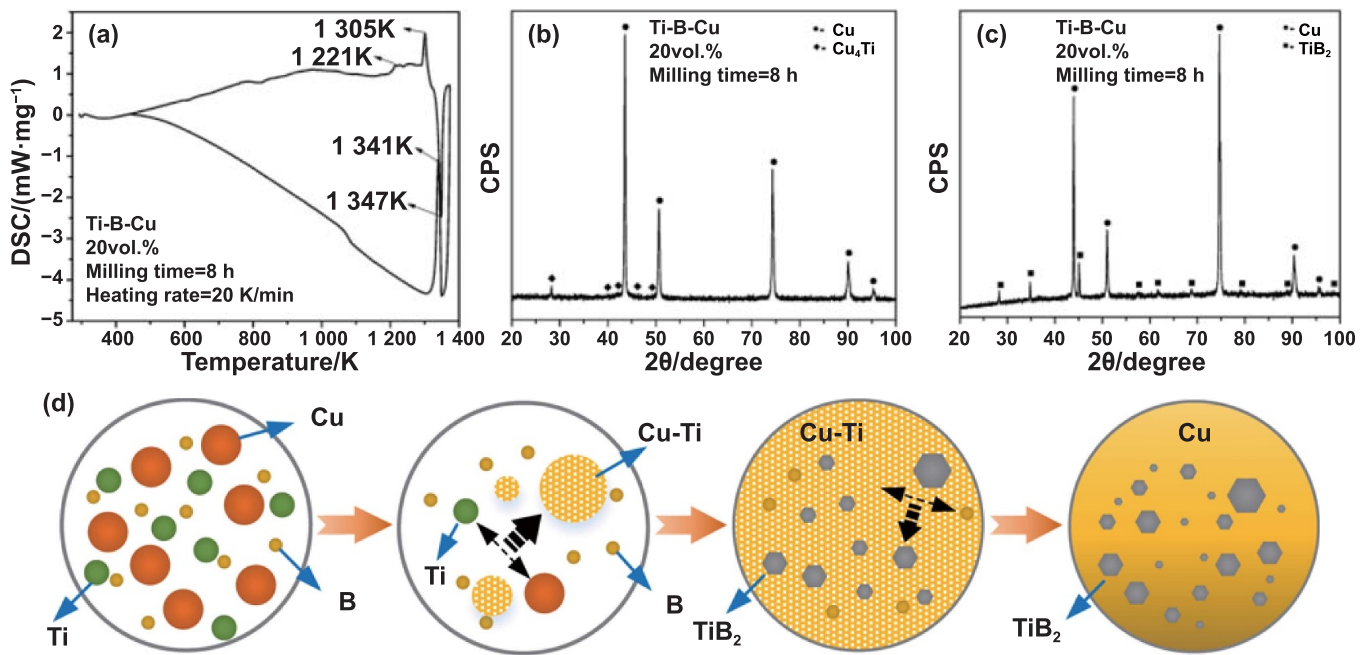 (a)
1 305K
1 221K
1 341K
1 347K
Ti-B-Cu
20vol.%
Milling time=8 h
Heating rate=20 K/min
DSC/(mW·mg⁻¹)
2
1
0
−1
−2
−3
−4
−5
400 600 800 1 000 1 200 1 400
Temperature/K
(b)
Ti-B-Cu
20vol.%
Milling time=8 h
Cu
Cu₄Ti
CPS
20 30 40 50 60 70 80 90 100
2θ/degree
(c)
Ti-B-Cu
20vol.%
Milling time=8 h
Cu
TiB₂
CPS
20 30 40 50 60 70 80 90 100
2θ/degree
(d)
Cu
Ti
B
Cu-Ti
Ti
B
Cu-Ti
TiB₂
Cu
TiB₂